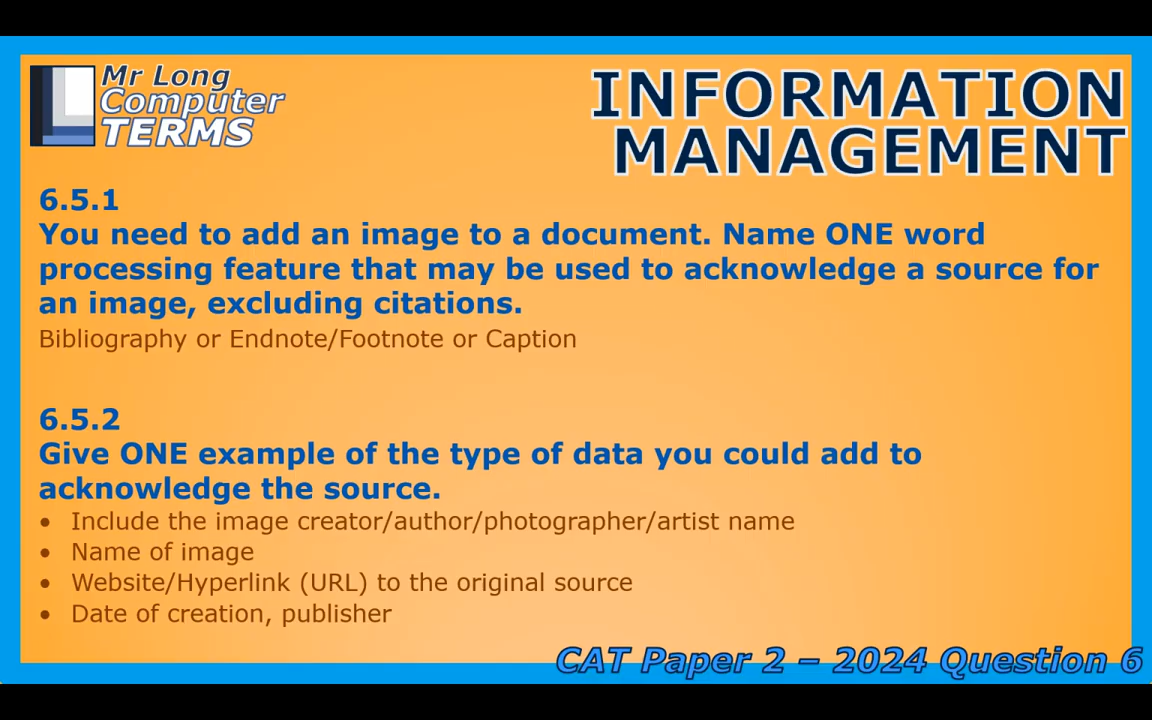 Mr Long
Computer
TERMS
INFORMATION
MANAGEMENT
6.5.1
You need to add an image to a document. Name ONE word
processing feature that may be used to acknowledge a source for
an image, excluding citations.
Bibliography or Endnote/Footnote or Caption
6.5.2
Give ONE example of the type of data you could add to
acknowledge the source.
• Include the image creator/author/photographer/artist name
• Name of image
• Website/Hyperlink (URL) to the original source
• Date of creation, publisher
CAT Paper 2 – 2024 Question 6